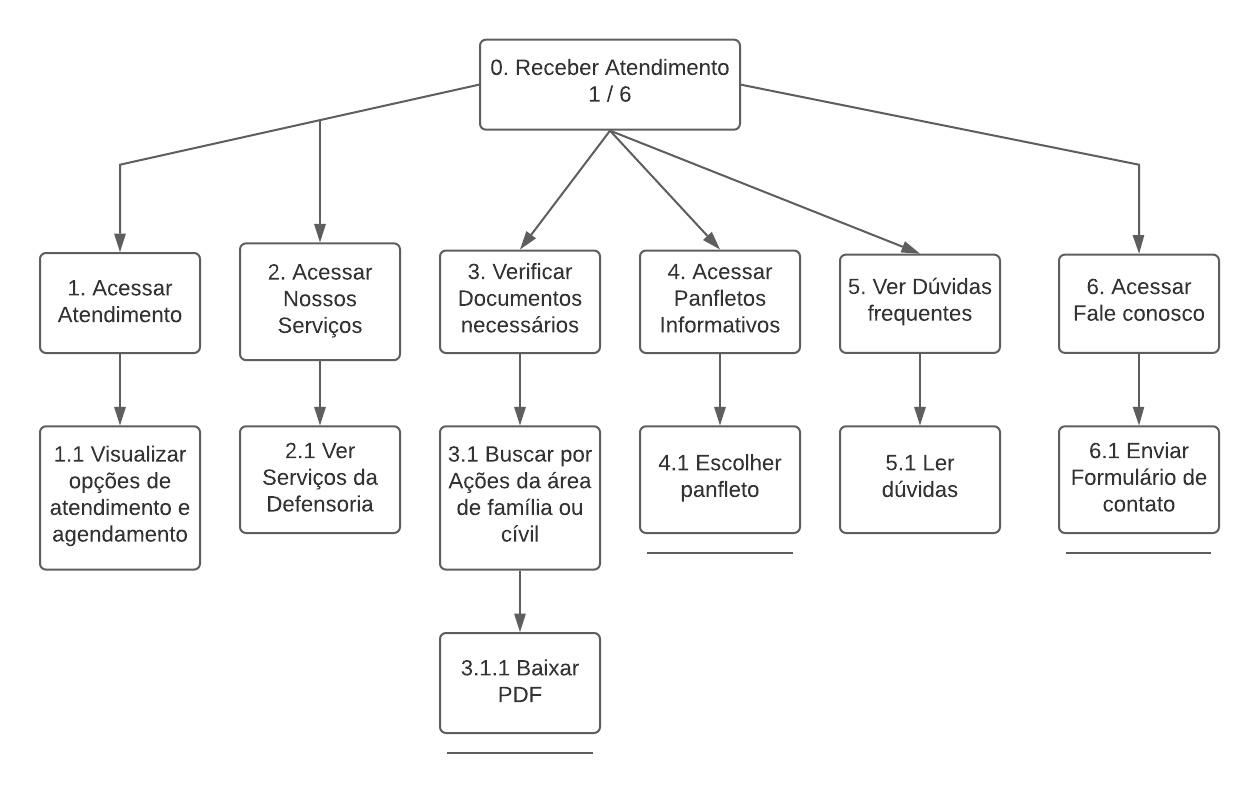 0. Receber Atendimento
1 / 6
1. Acessar
Atendimento
2. Acessar
Nossos
Serviços
3. Verificar
Documentos
necessários
4. Acessar
Panfletos
Informativos
5. Ver Dúvidas
frequentes
6. Acessar
Fale conosco
1.1 Visualizar
opções de
atendimento e
agendamento
2.1 Ver
Serviços da
Defensoria
3.1 Buscar por
Ações da área
de família ou
cívil
4.1 Escolher
panfleto
5.1 Ler
dúvidas
6.1 Enviar
Formulário de
contato
3.1.1 Baixar
PDF